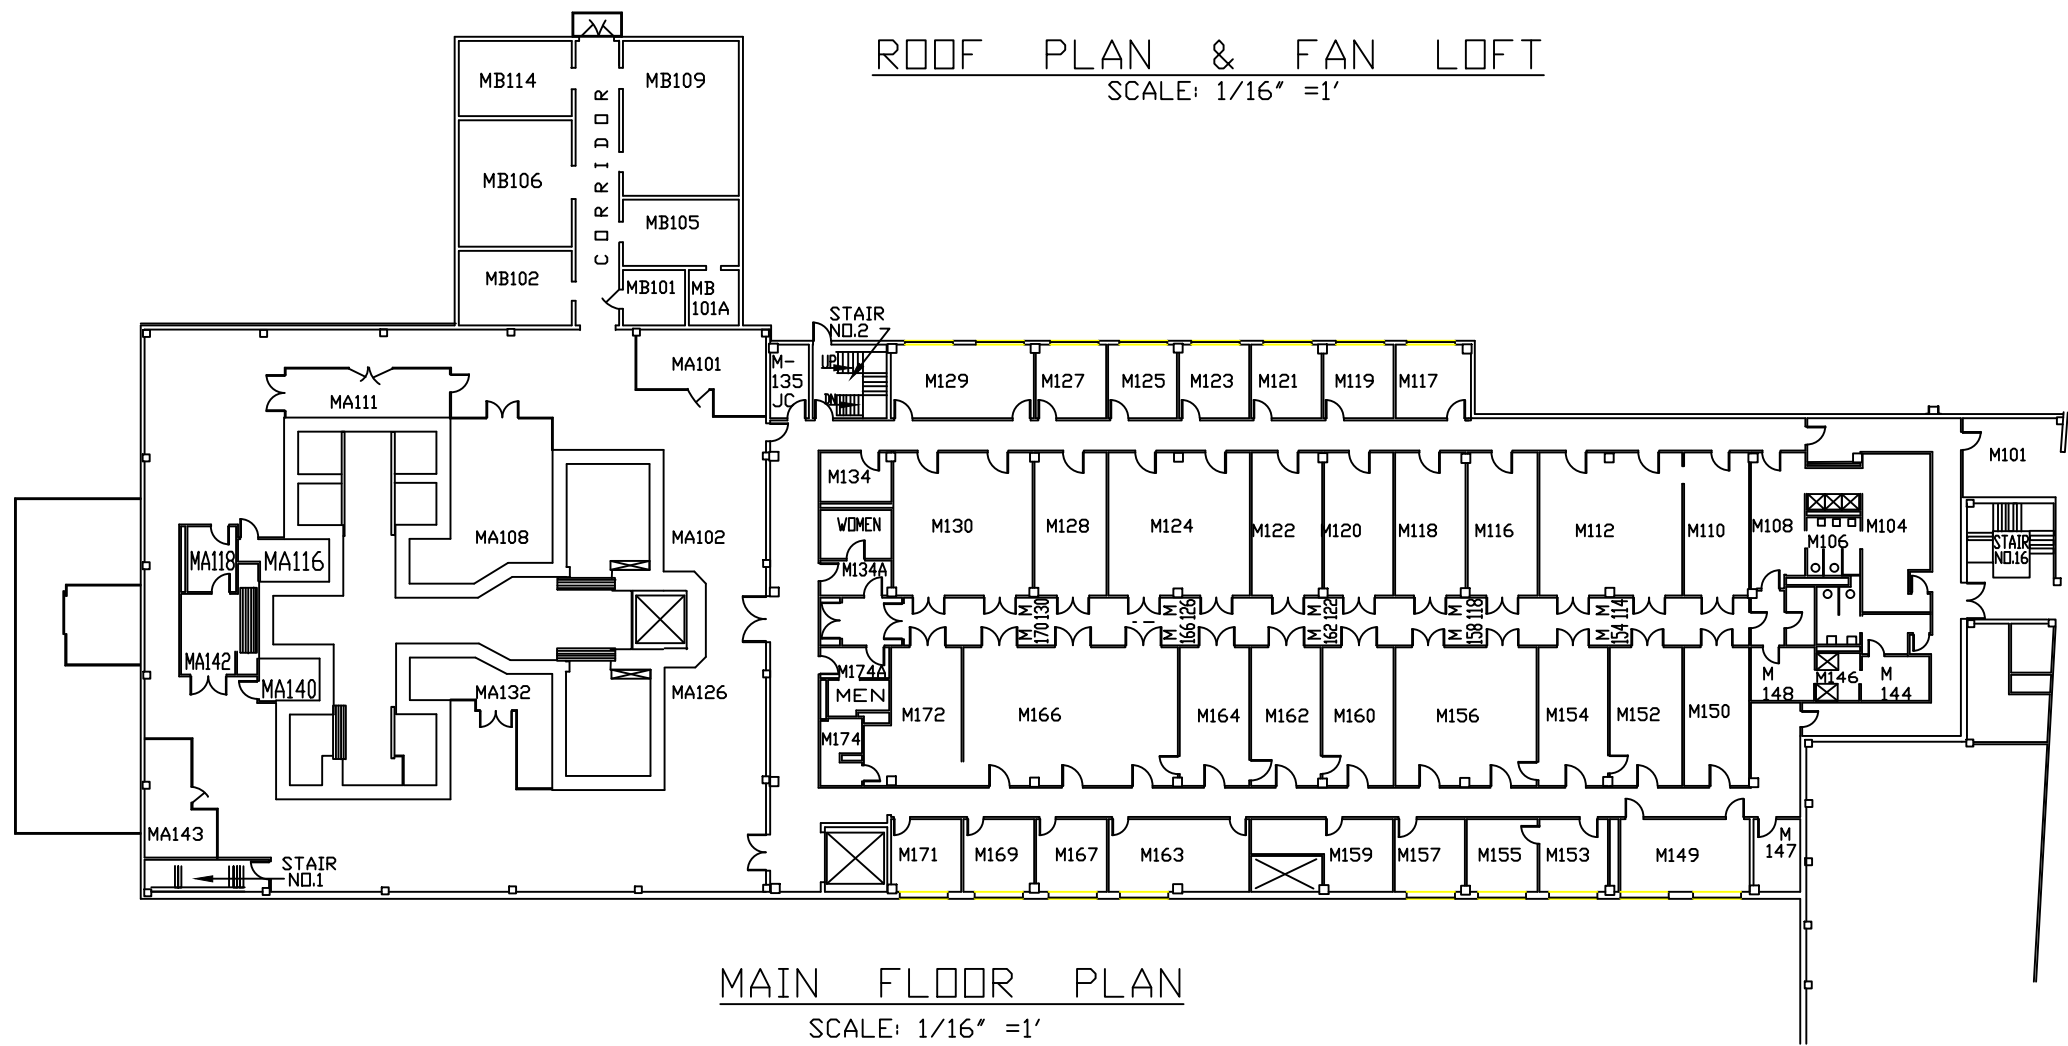 ROOF PLAN & FAN LOFT
SCALE: 1/16" =1'
MB114
MB109
CORRIDOR
MB106
MB105
MB102
MB101
MB
101A
STAIR
NO.2
MA101
M-
135
JC
UP
DN
M129
M127
M125
M123
M121
M119
M117
MA111
M101
M134
WOMEN
M134A
M130
M128
M124
M122
M120
M118
M116
M112
M110
M108
M106
M104
STAIR
NO.16
MA118
MA116
MA108
MA102
M 130
M 170
M 126
M 166
M 122
M 162
M 118
M 158
M 114
M 154
MA142
MA140
MA132
MA126
M174A
MEN
M174
M172
M166
M164
M162
M160
M156
M154
M152
M150
M
148
M146
M
144
MA143
STAIR
NO.1
M171
M169
M167
M163
M159
M157
M155
M153
M149
M
147
MAIN FLOOR PLAN
SCALE: 1/16" =1'